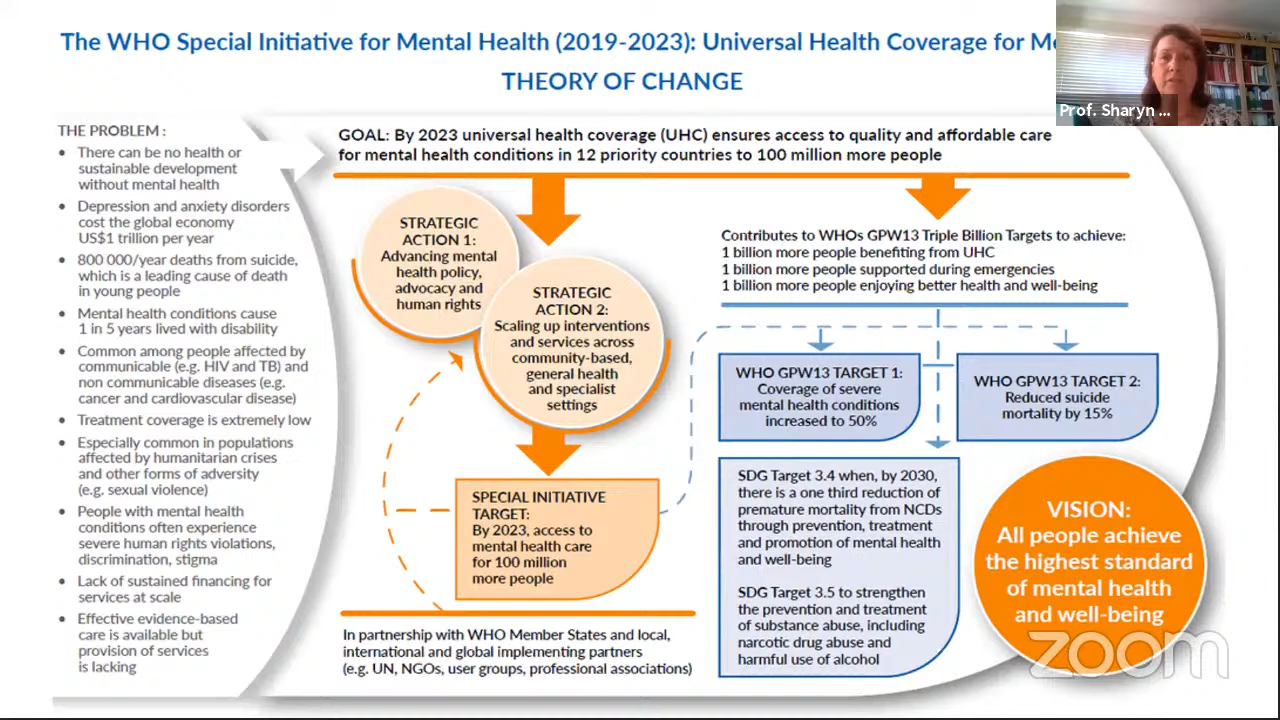 The WHO Special Initiative for Mental Health (2019-2023): Universal Health Coverage for
THEORY OF CHANGE
Prof. Sharyn ...
THE PROBLEM :
• There can be no health or
sustainable development
without mental health
• Depression and anxiety disorders
cost the global economy
US$1 trillion per year
• 800 000/year deaths from suicide,
which is a leading cause of death
in young people
• Mental health conditions cause
1 in 5 years lived with disability
• Common among people affected by
communicable (e.g. HIV and TB) and
non communicable diseases (e.g.
cancer and cardiovascular disease)
• Treatment coverage is extremely low
• Especially common in populations
affected by humanitarian crises
and other forms of adversity
(e.g. sexual violence)
• People with mental health
conditions often experience
severe human rights violations,
discrimination, stigma
• Lack of sustained financing for
services at scale
• Effective evidence-based
care is available but
provision of services
is lacking
GOAL: By 2023 universal health coverage (UHC) ensures access to quality and affordable care
for mental health conditions in 12 priority countries to 100 million more people
STRATEGIC
ACTION 1:
Advancing mental
health policy,
advocacy and
human rights
STRATEGIC
ACTION 2:
Scaling up interventions
and services across
community-based,
general health
and specialist
settings
SPECIAL INITIATIVE
TARGET:
By 2023, access to
mental health care
for 100 million
more people
In partnership with WHO Member States and local,
international and global implementing partners
(e.g. UN, NGOs, user groups, professional associations)
Contributes to WHOs GPW13 Triple Billion Targets to achieve:
1 billion more people benefiting from UHC
1 billion more people supported during emergencies
1 billion more people enjoying better health and well-being
WHO GPW13 TARGET 1:
Coverage of severe
mental health conditions
increased to 50%
WHO GPW13 TARGET 2:
Reduced suicide
mortality by 15%
SDG Target 3.4 when, by 2030,
there is a one third reduction of
premature mortality from NCDs
through prevention, treatment
and promotion of mental health
and well-being
SDG Target 3.5 to strengthen
the prevention and treatment
of substance abuse, including
narcotic drug abuse and
harmful use of alcohol
VISION:
All people achieve
the highest standard
of mental health
and well-being
zoom